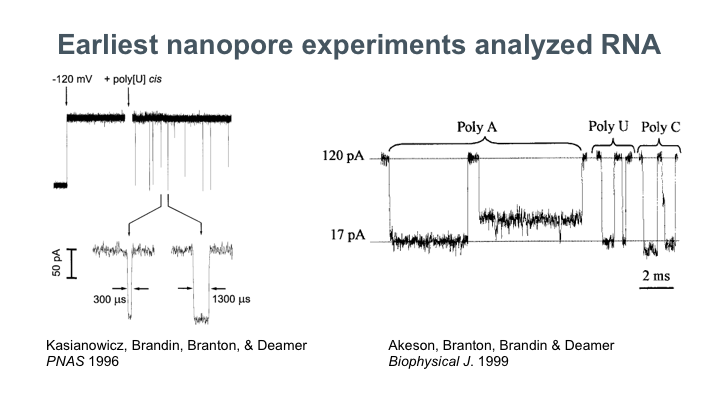 Earliest nanopore experiments analyzed RNA
-120 mV
+ poly[U] cis
50 pA
300 µs
1300 µs
Poly A
Poly U
Poly C
120 pA
17 pA
2 ms
Kasianowicz, Brandin, Branton, & Deamer
PNAS 1996
Akeson, Branton, Brandin & Deamer
Biophysical J. 1999